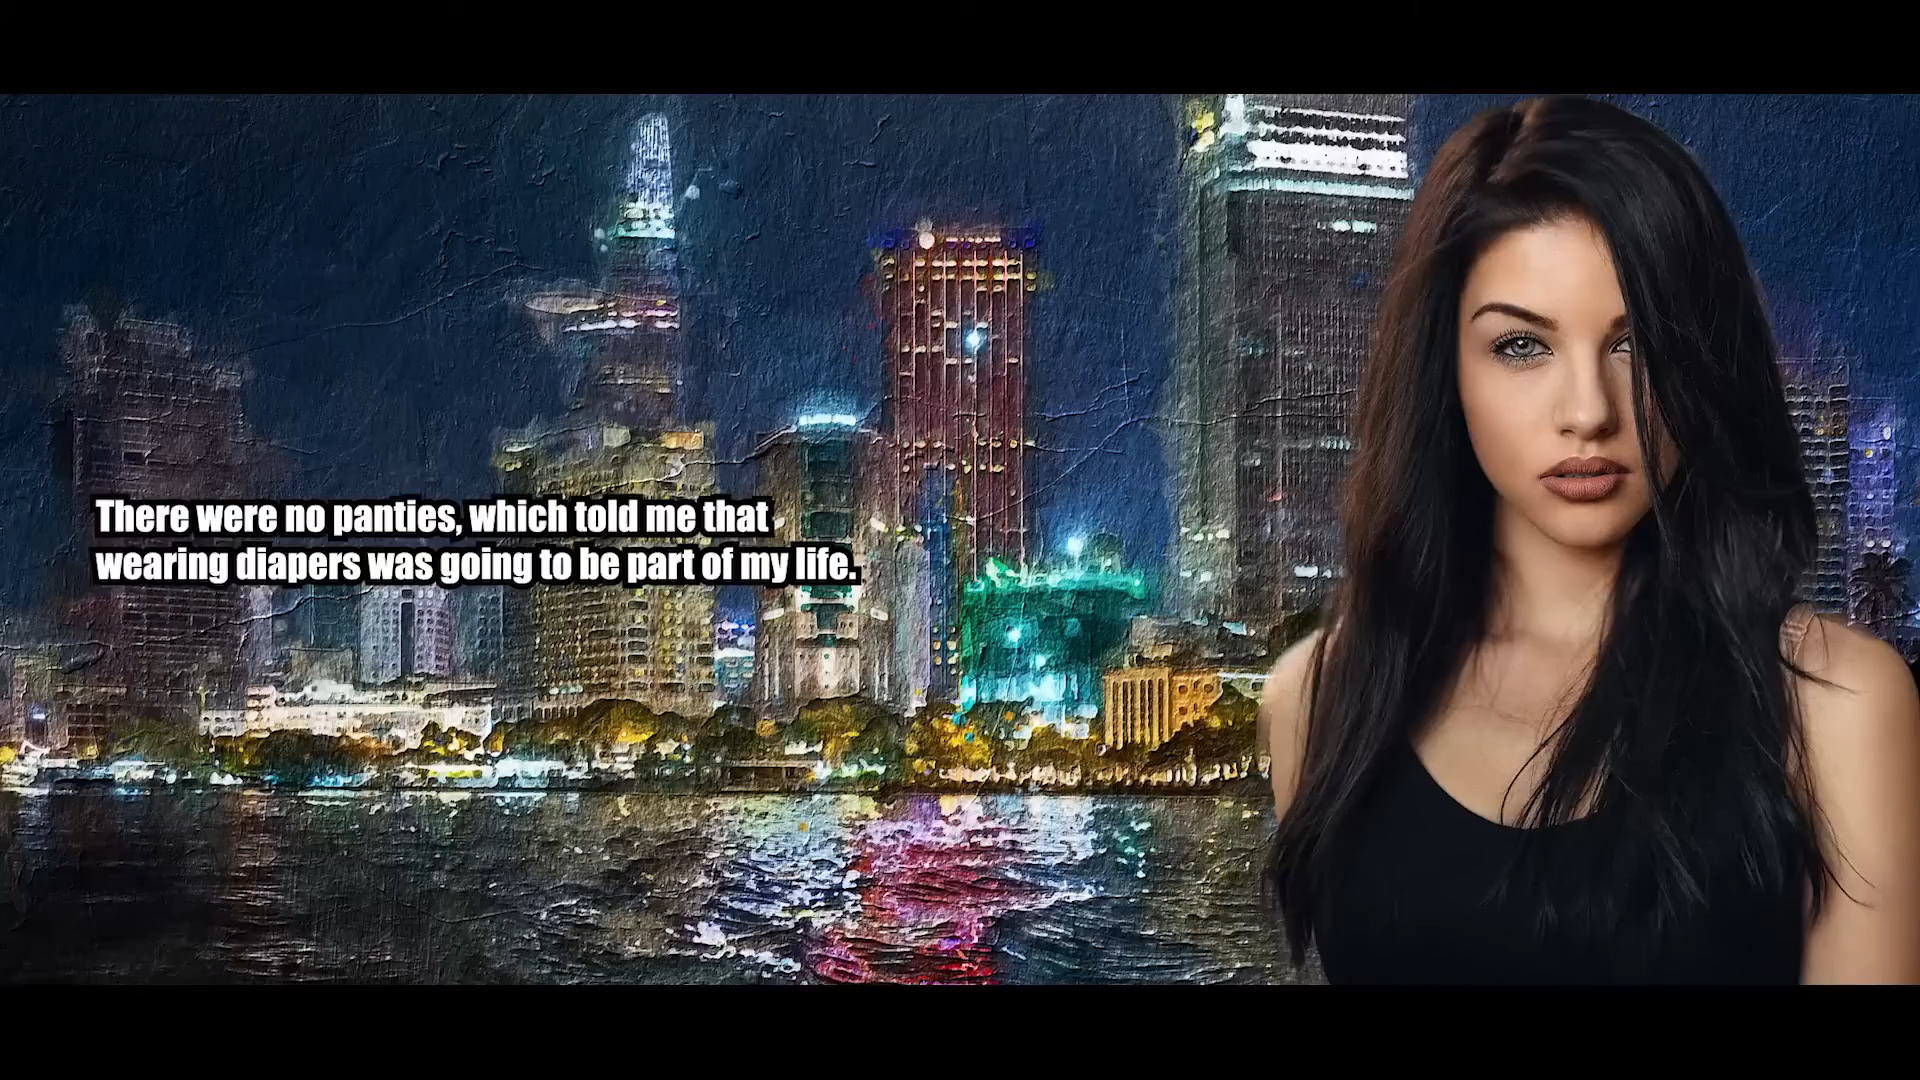 There were no panties, which told me that
wearing diapers was going to be part of my life.